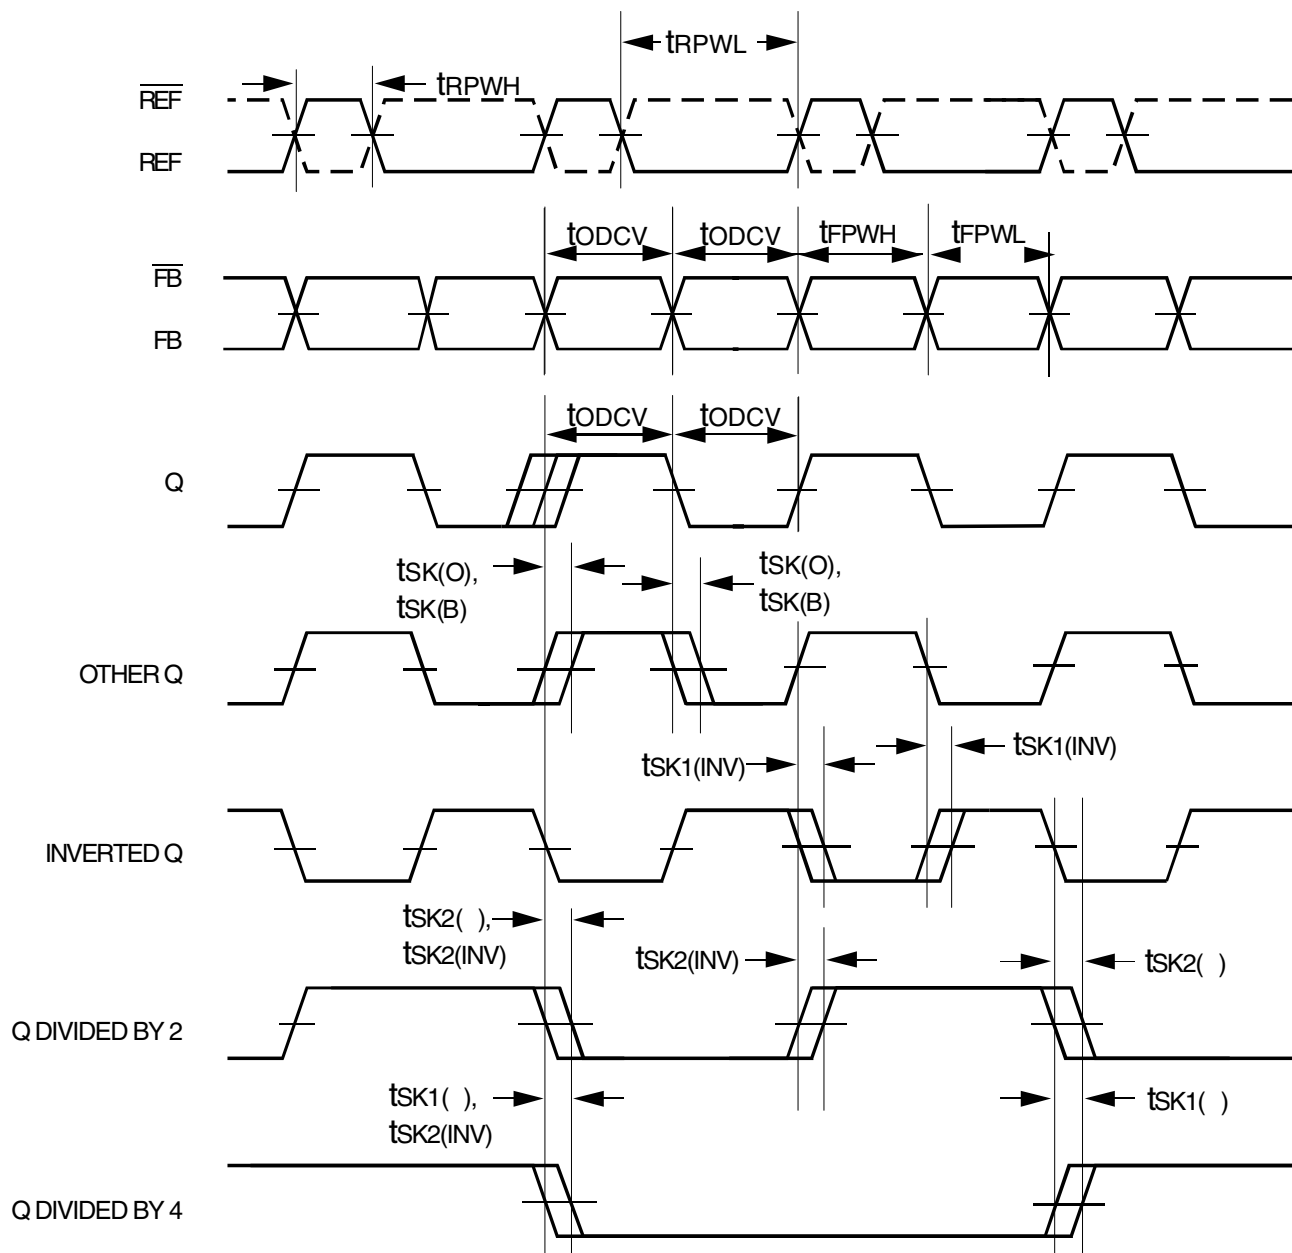 tRPWL
tRPWH
REF
REF
tODCV tODCV tFPWH tFPWL
FB
FB
tODCV tODCV
Q
tSK(O),
tSK(B)
tSK(O),
tSK(B)
OTHER Q
tSK1(INV)
tSK1(INV)
INVERTED Q
tSK2( ),
tSK2(INV)
tSK2(INV)
tSK2( )
Q DIVIDED BY 2
tSK1( ),
tSK2(INV)
tSK1( )
Q DIVIDED BY 4